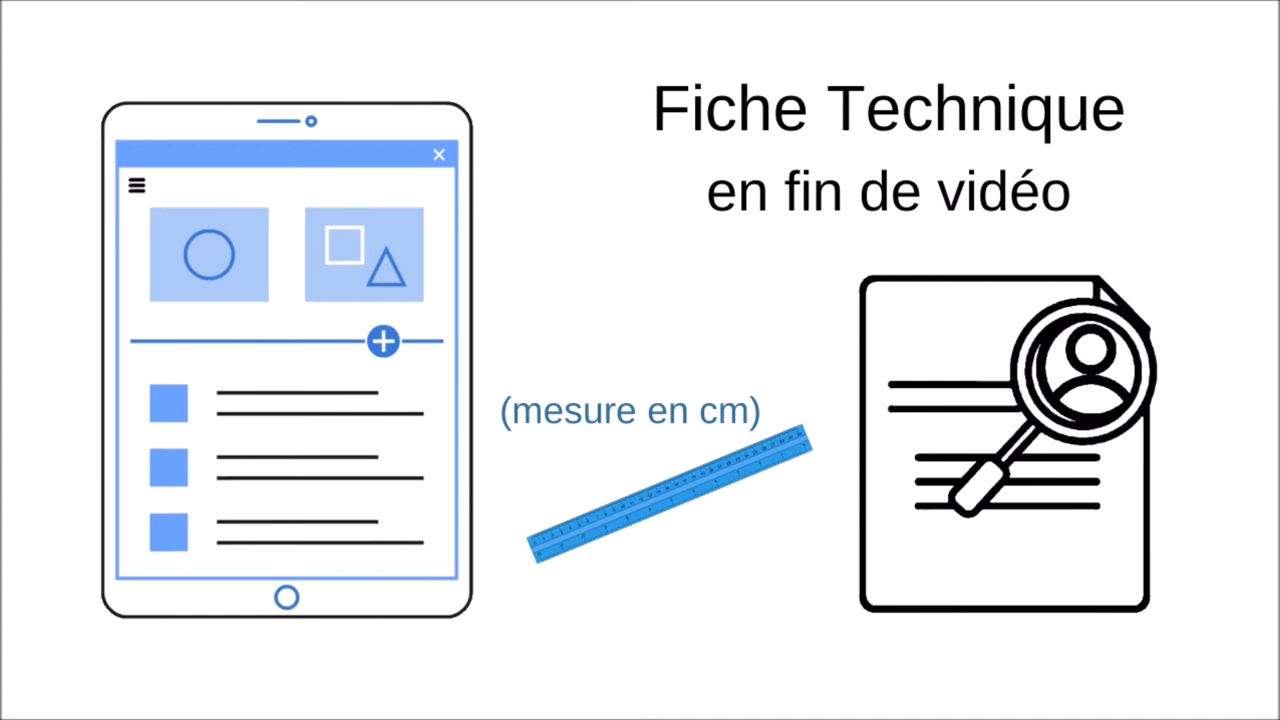 Fiche Technique
en fin de vidéo
(mesure en cm)